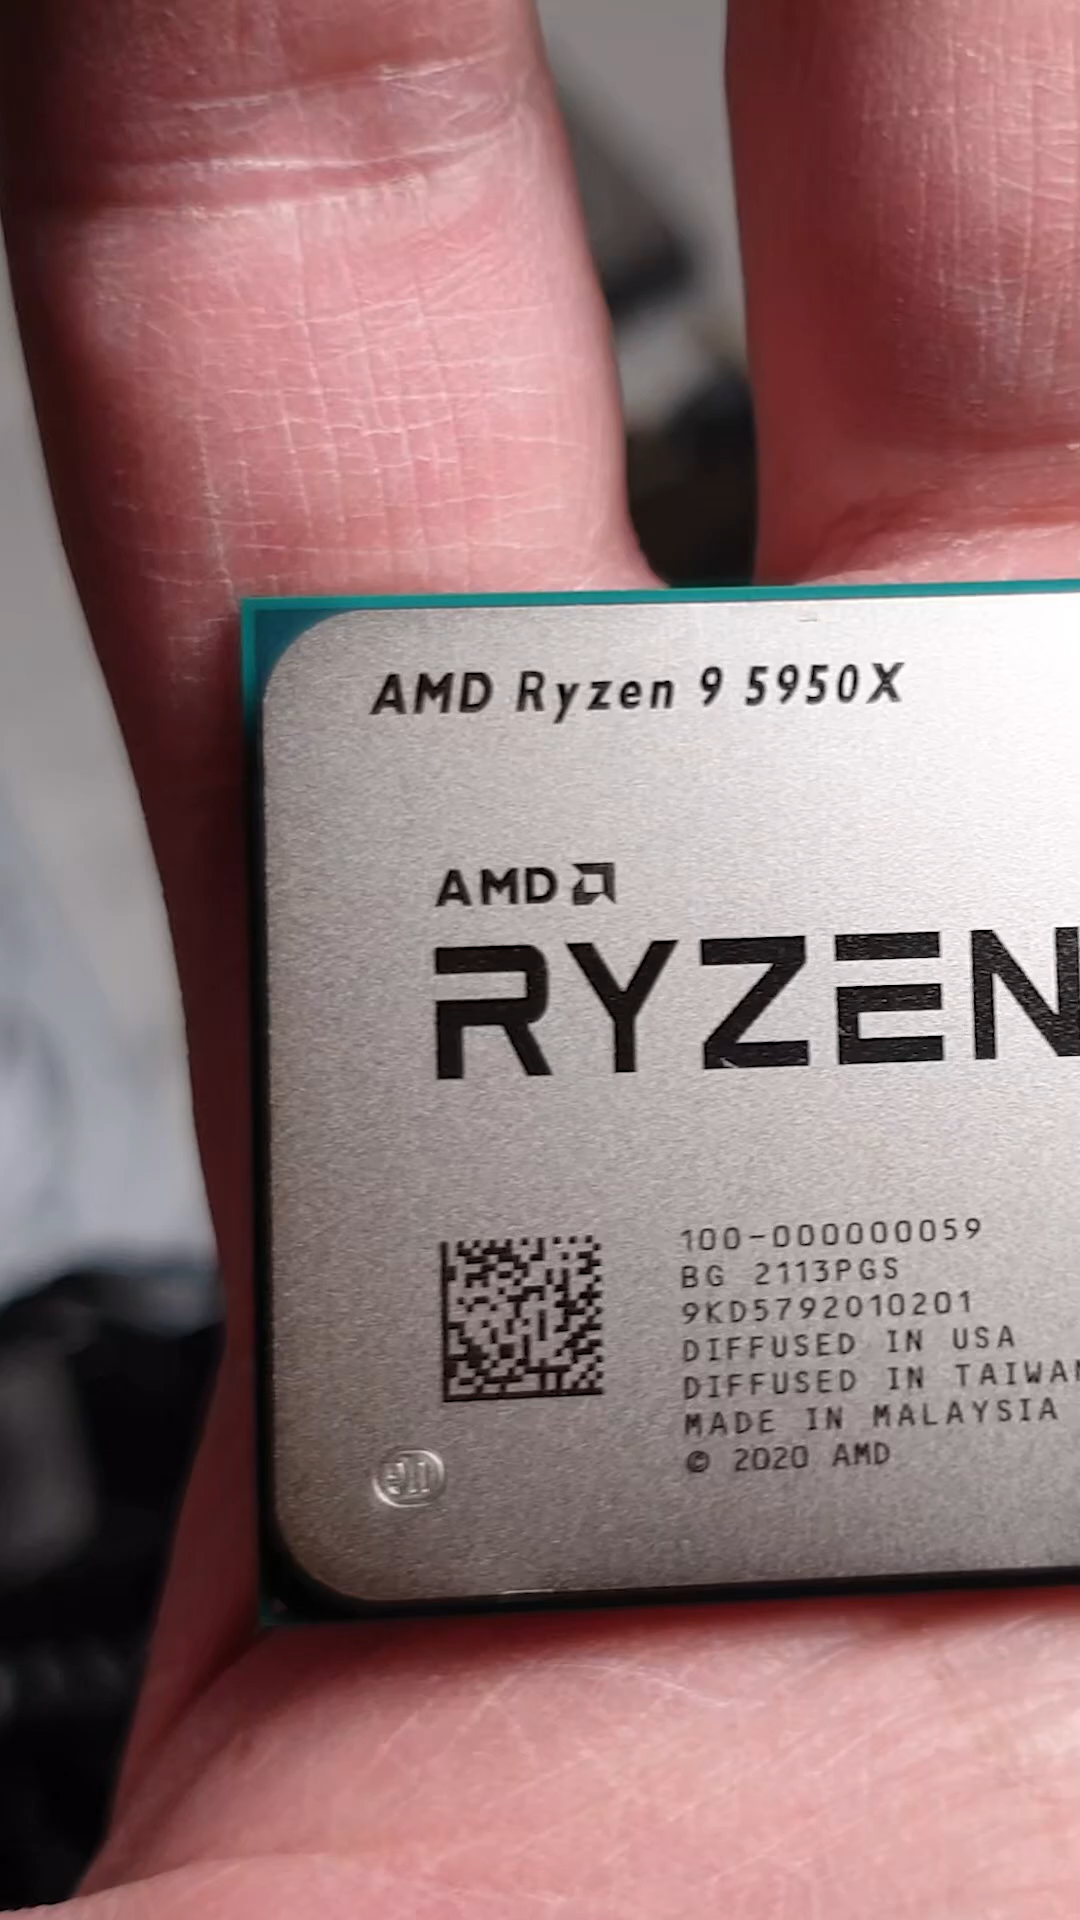 AMD Ryzen 9 5950X
AMD
RYZEN
100-000000059
BG 2113PGS
9KD5792010201
DIFFUSED IN USA
DIFFUSED IN TAIWAN
MADE IN MALAYSIA
© 2020 AMD